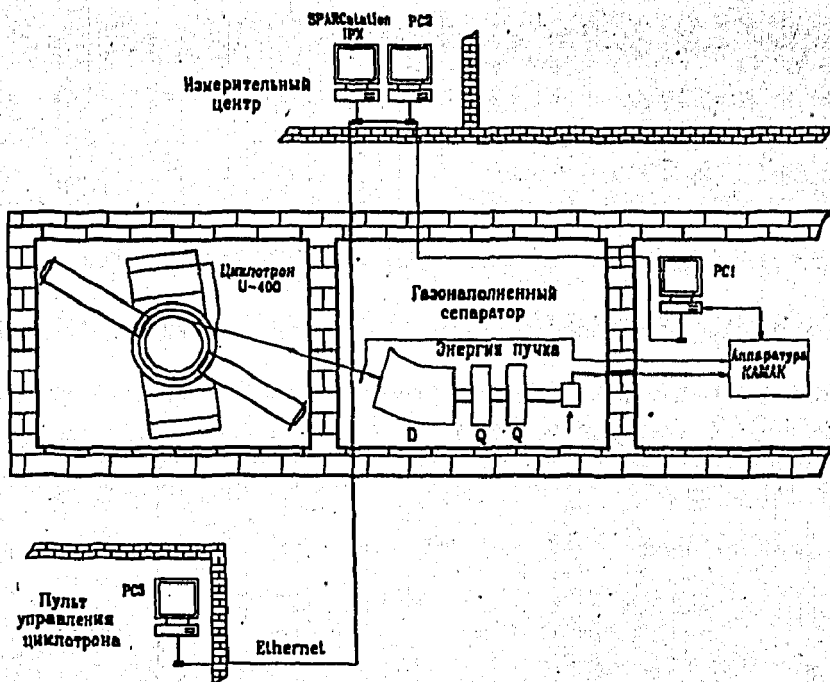 SPARCstation
IPX
PC2
Измерительный
центр
Циклотрон
U-400
Газонаполненный
сепаратор
Энергия пучка
PC1
Аппаратура
КАМАК
D
Q
Q
PC3
Пульт
управления
циклотрона
Ethernet